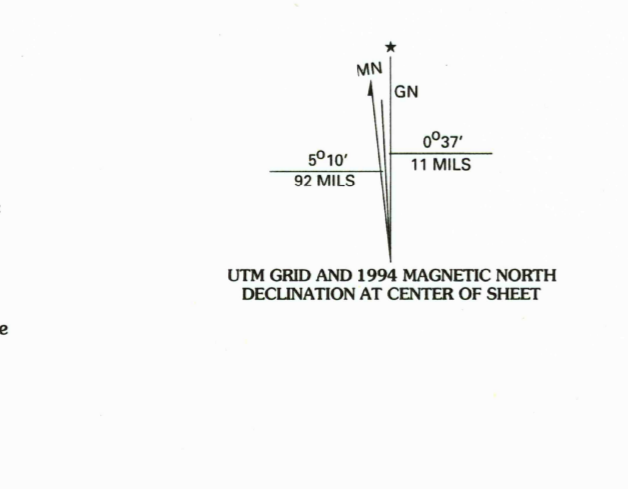 ★
MN
GN
0°37'
11 MILS
5°10'
92 MILS
UTM GRID AND 1994 MAGNETIC NORTH
DECLINATION AT CENTER OF SHEET
e